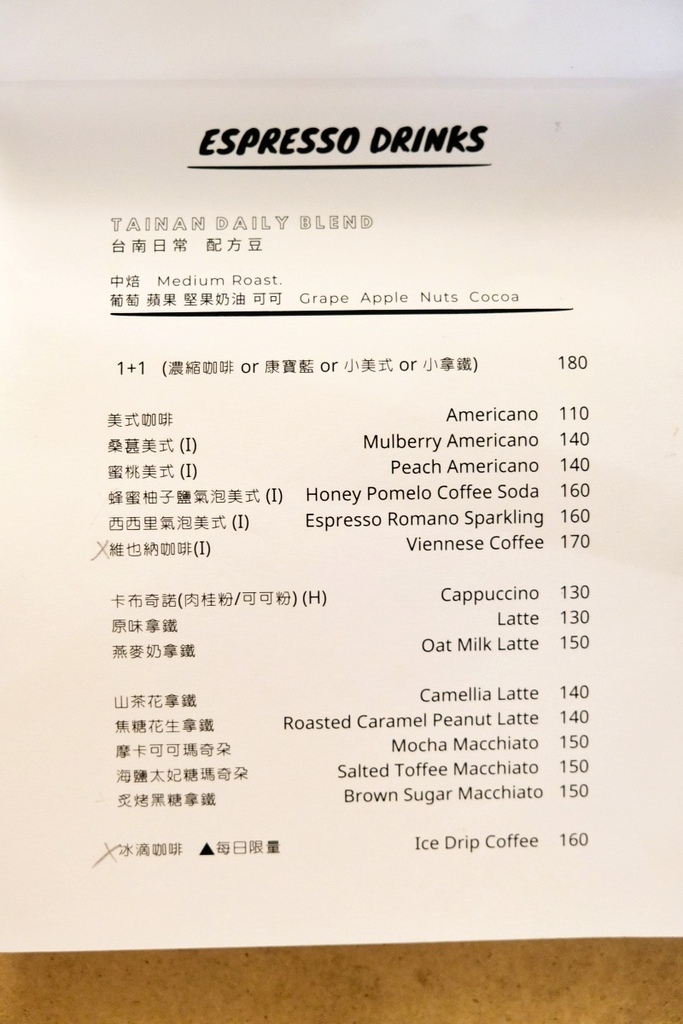 ESPRESSO DRINKS
TAINAN DAILY BLEND
台南日常 配方豆
中焙 Medium Roast.
葡萄 蘋果 堅果奶油 可可 Grape Apple Nuts Cocoa
1+1 (濃縮咖啡 or 康寶藍 or 小美式 or 小拿鐵) 180
美式咖啡 Americano 110
桑葚美式 (I) Mulberry Americano 140
蜜桃美式 (I) Peach Americano 140
蜂蜜柚子鹽氣泡美式 (I) Honey Pomelo Coffee Soda 160
西西里氣泡美式 (I) Espresso Romano Sparkling 160
X維也納咖啡(I) Viennese Coffee 170
卡布奇諾(肉桂粉/可可粉) (H) Cappuccino 130
原味拿鐵 Latte 130
燕麥奶拿鐵 Oat Milk Latte 150
山茶花拿鐵 Camellia Latte 140
焦糖花生拿鐵 Roasted Caramel Peanut Latte 140
摩卡可可瑪奇朵 Mocha Macchiato 150
海鹽太妃糖瑪奇朵 Salted Toffee Macchiato 150
炙烤黑糖拿鐵 Brown Sugar Macchiato 150
X冰滴咖啡 ▲每日限量 Ice Drip Coffee 160